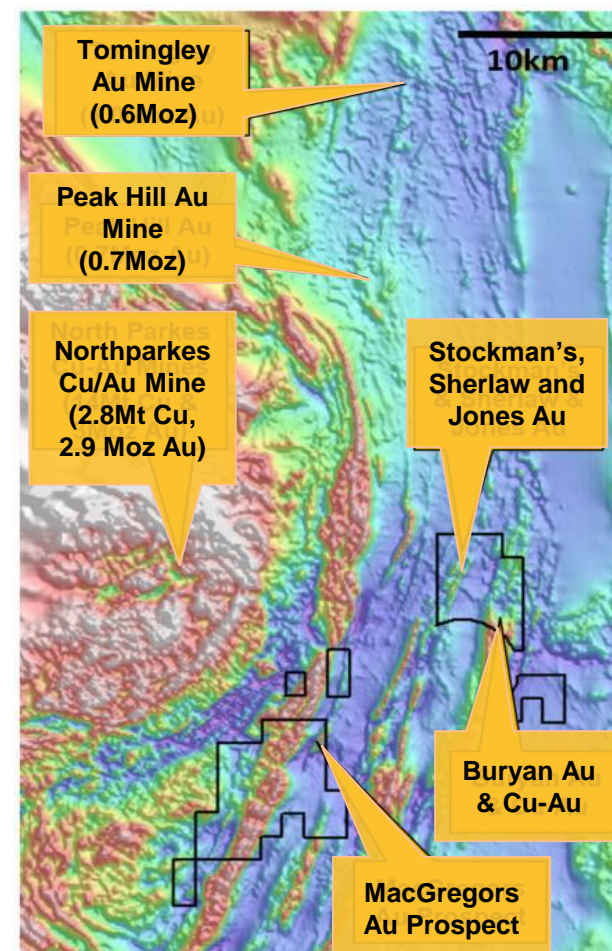 Tomingley
Au Mine
(0.6Moz)
10km
Peak Hill Au
Mine
(0.7Moz)
Northparkes
Cu/Au Mine
(2.8Mt Cu,
2.9 Moz Au)
Stockman's,
Sherlaw and
Jones Au
Buryan Au
& Cu-Au
MacGregors
Au Prospect